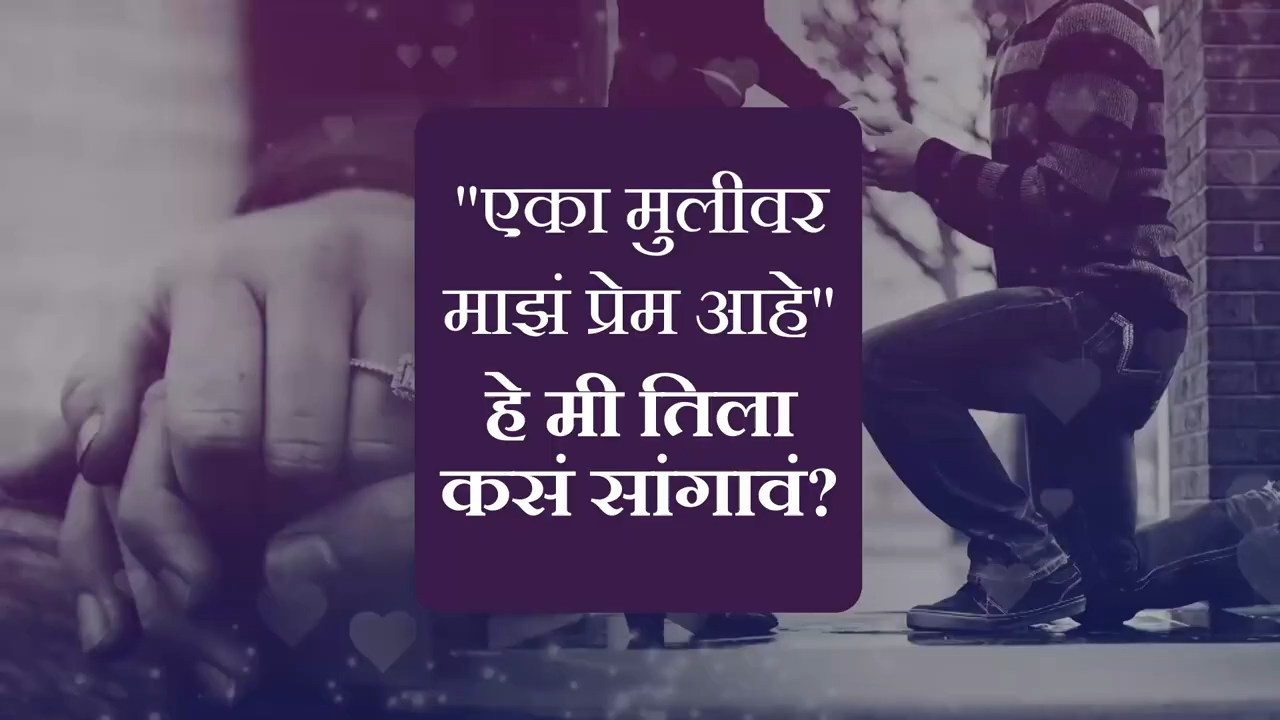 "एका मुलीवर
माझं प्रेम आहे"
हे मी तिला
कसं सांगावं?